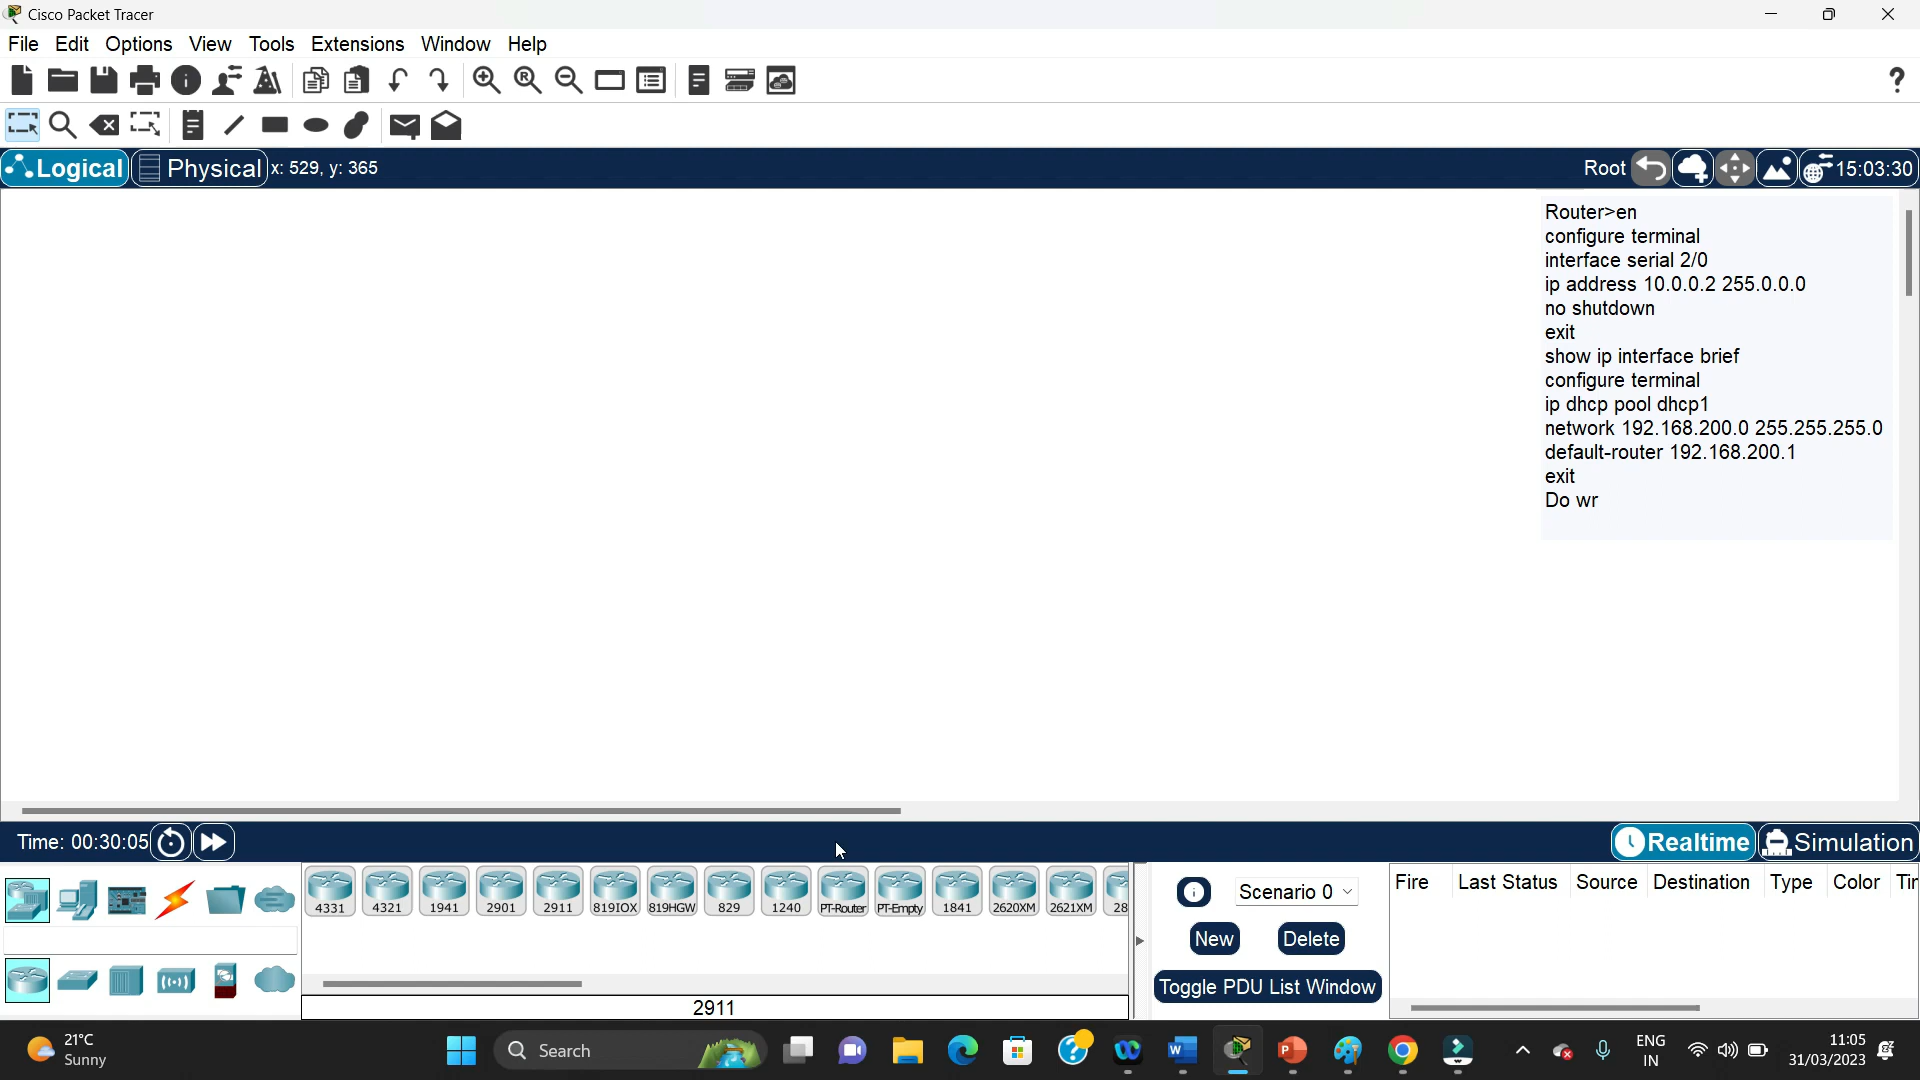 Cisco Packet Tracer
File Edit Options View Tools Extensions Window Help
Logical Physical x: 529, y: 365 Root 15:03:30
Router>en
configure terminal
interface serial 2/0
ip address 10.0.0.2 255.0.0.0
no shutdown
exit
show ip interface brief
configure terminal
ip dhcp pool dhcp1
network 192.168.200.0 255.255.255.0
default-router 192.168.200.1
exit
Do wr
Time: 00:30:05 Realtime Simulation
4331 4321 1941 2901 2911 819IOX 819HGW 829 1240 PT-Router PT-Empty 1841 2620XM 2621XM 28
Scenario 0
New Delete
Toggle PDU List Window
Fire Last Status Source Destination Type Color Tir
2911
21°C
Sunny
Search
ENG
IN
11:05
31/03/2023